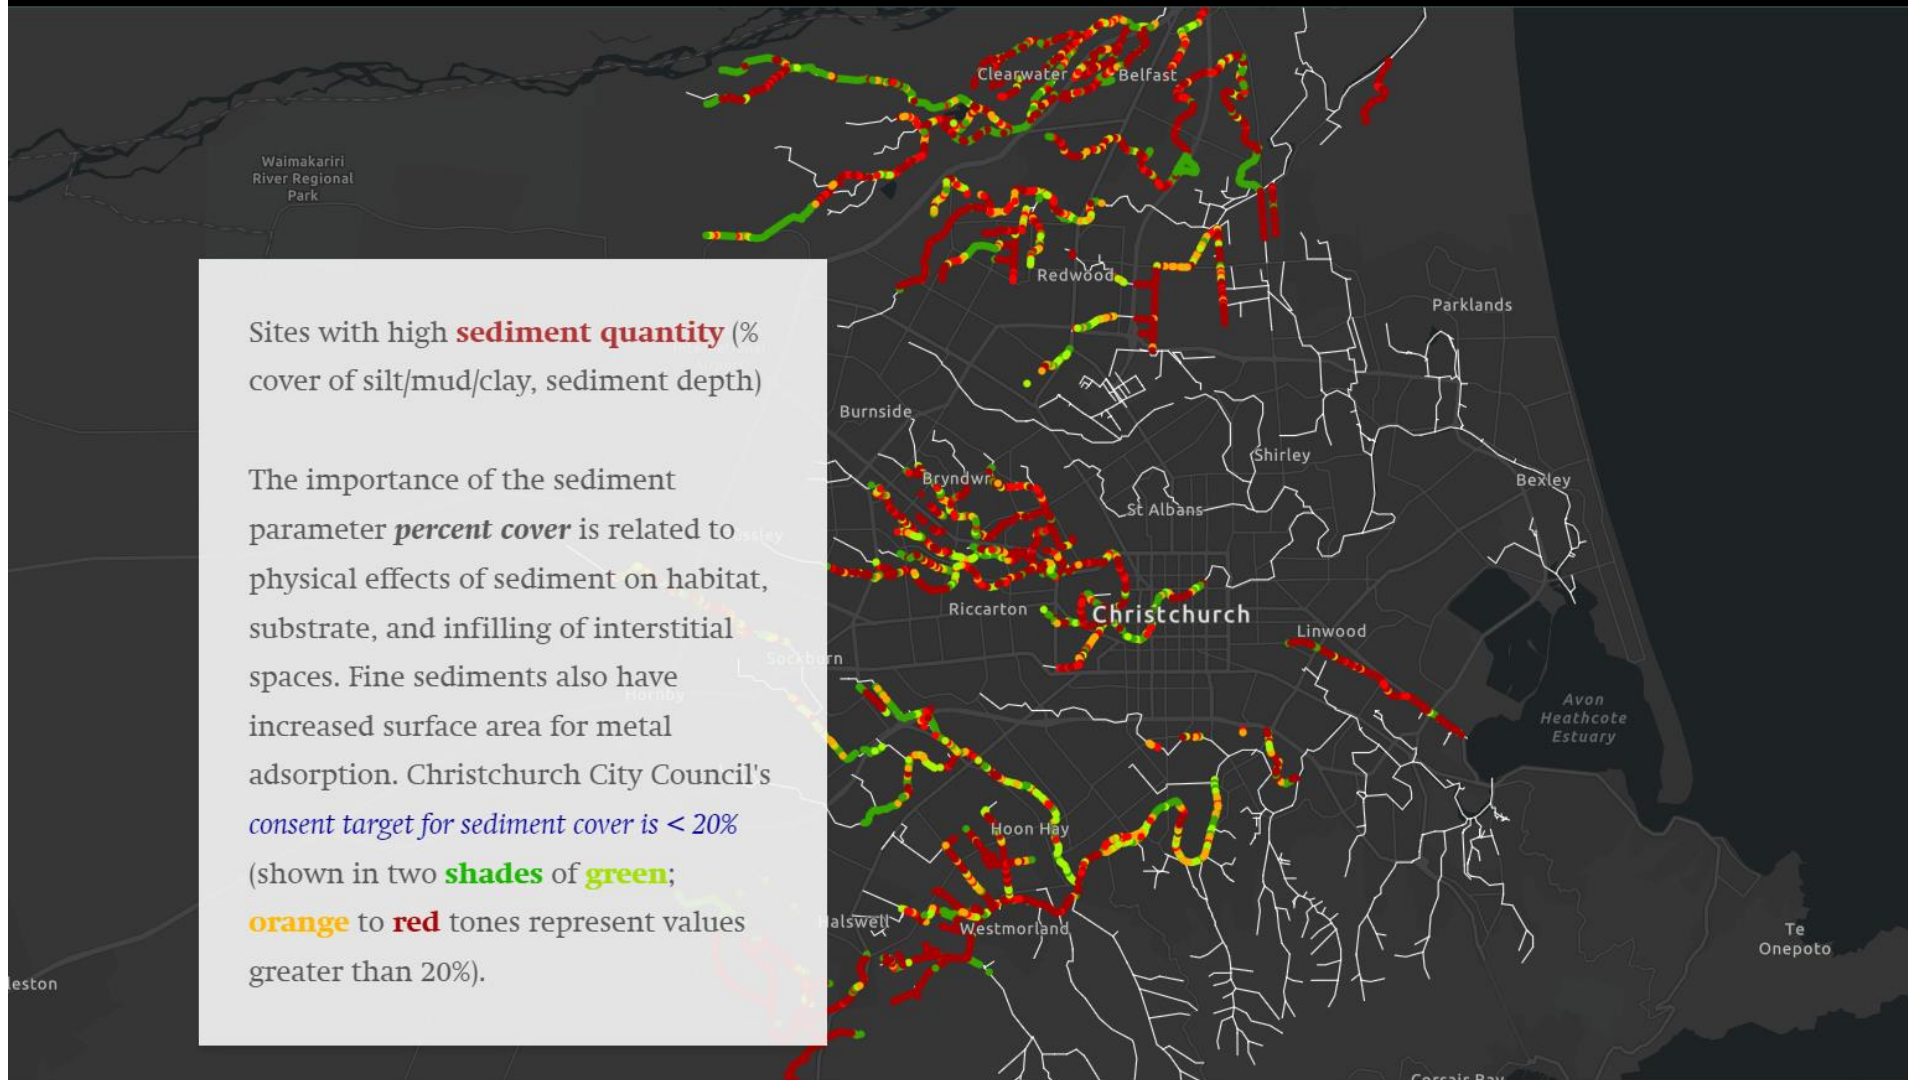 Clearwater
Belfast
Waimakariri
River Regional
Park
Redwood
Parklands
Sites with high sediment quantity (%
cover of silt/mud/clay, sediment depth)
Burnside
Shirley
Bryndwr
Bexley
The importance of the sediment
parameter percent cover is related to
physical effects of sediment on habitat,
substrate, and infilling of interstitial
spaces. Fine sediments also have
increased surface area for metal
adsorption. Christchurch City Council's
consent target for sediment cover is < 20%
(shown in two shades of green;
orange to red tones represent values
greater than 20%).
St Albans
Riccarton
Christchurch
Linwood
Sockburn
Hornby
Avon
Heathcote
Estuary
Hoon Hay
Halswell
Westmorland
Te
Onepoto
leston